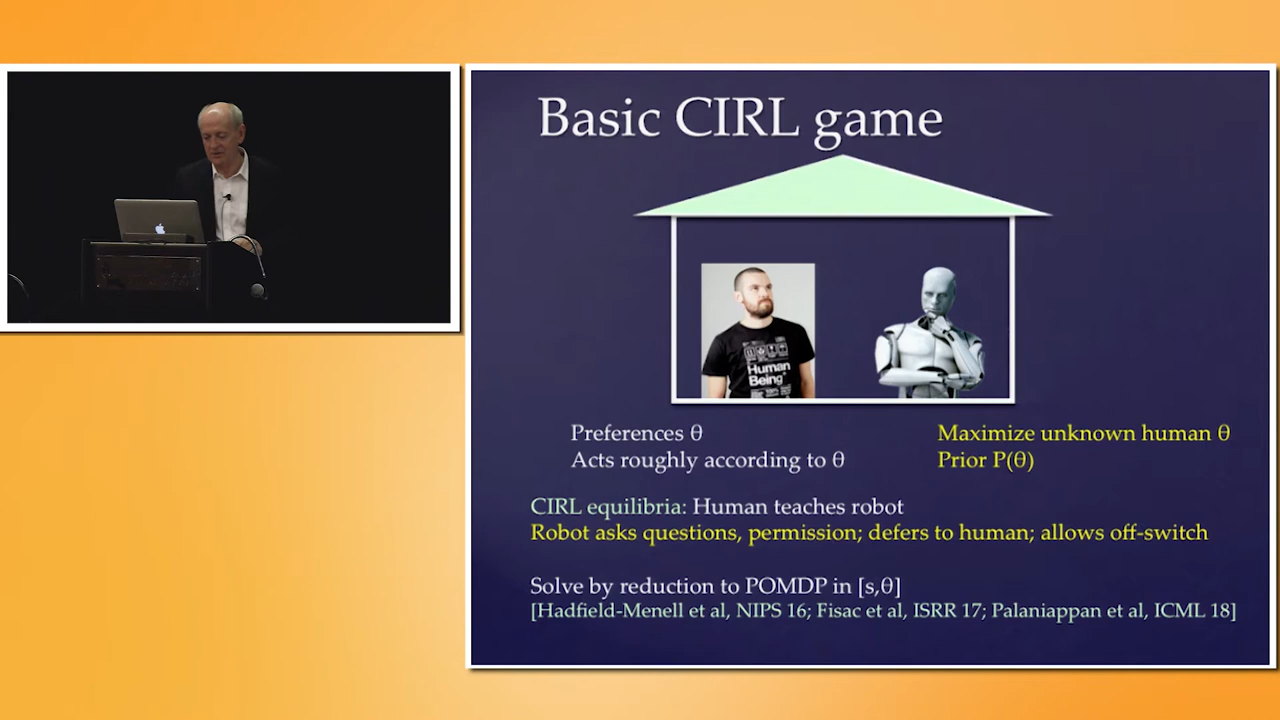 Basic CIRL game
Human
Being
Preferences θ
Acts roughly according to θ
Maximize unknown human θ
Prior P(θ)
CIRL equilibria: Human teaches robot
Robot asks questions, permission; defers to human; allows off-switch
Solve by reduction to POMDP in [s,θ]
[Hadfield-Menell et al, NIPS 16; Fisac et al, ISRR 17; Palaniappan et al, ICML 18]